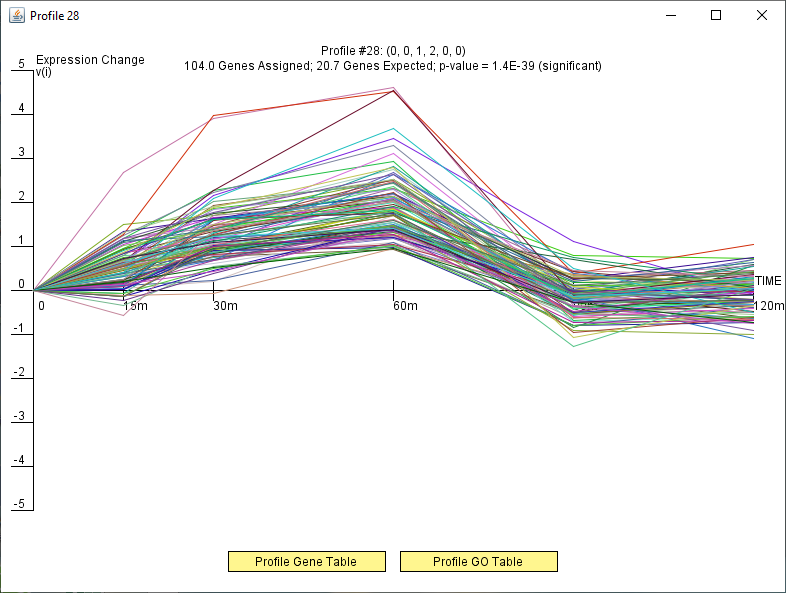 Profile 28
Profile #28: (0, 0, 1, 2, 0, 0)
104.0 Genes Assigned; 20.7 Genes Expected; p-value = 1.4E-39 (significant)
Expression Change
v(i)
5
4
3
2
1
0
-1
-2
-3
-4
-5
TIME
0
15m
30m
60m
120m
Profile Gene Table
Profile GO Table